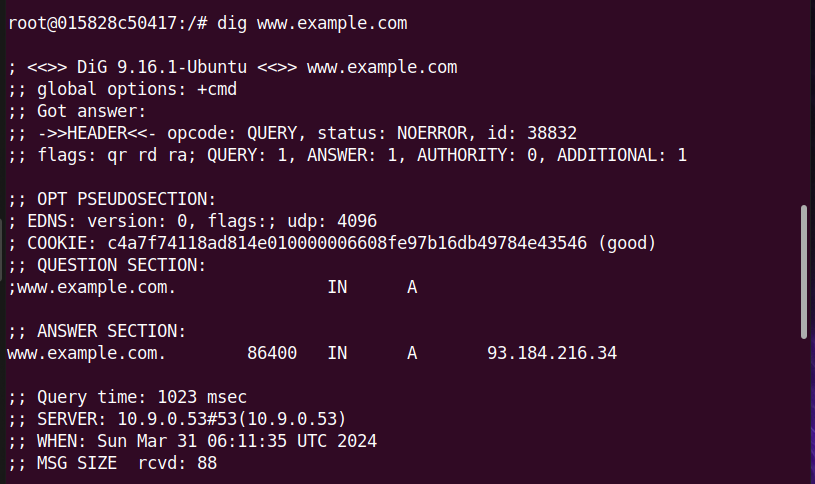 root@015828c50417:/# dig www.example.com
; <<>> DiG 9.16.1-Ubuntu <<>> www.example.com
;; global options: +cmd
;; Got answer:
;; ->>HEADER<<- opcode: QUERY, status: NOERROR, id: 38832
;; flags: qr rd ra; QUERY: 1, ANSWER: 1, AUTHORITY: 0, ADDITIONAL: 1
;; OPT PSEUDOSECTION:
; EDNS: version: 0, flags:; udp: 4096
; COOKIE: c4a7f74118ad814e010000006608fe97b16db49784e43546 (good)
;; QUESTION SECTION:
;www.example.com. IN A
;; ANSWER SECTION:
www.example.com. 86400 IN A 93.184.216.34
;; Query time: 1023 msec
;; SERVER: 10.9.0.53#53(10.9.0.53)
;; WHEN: Sun Mar 31 06:11:35 UTC 2024
;; MSG SIZE rcvd: 88